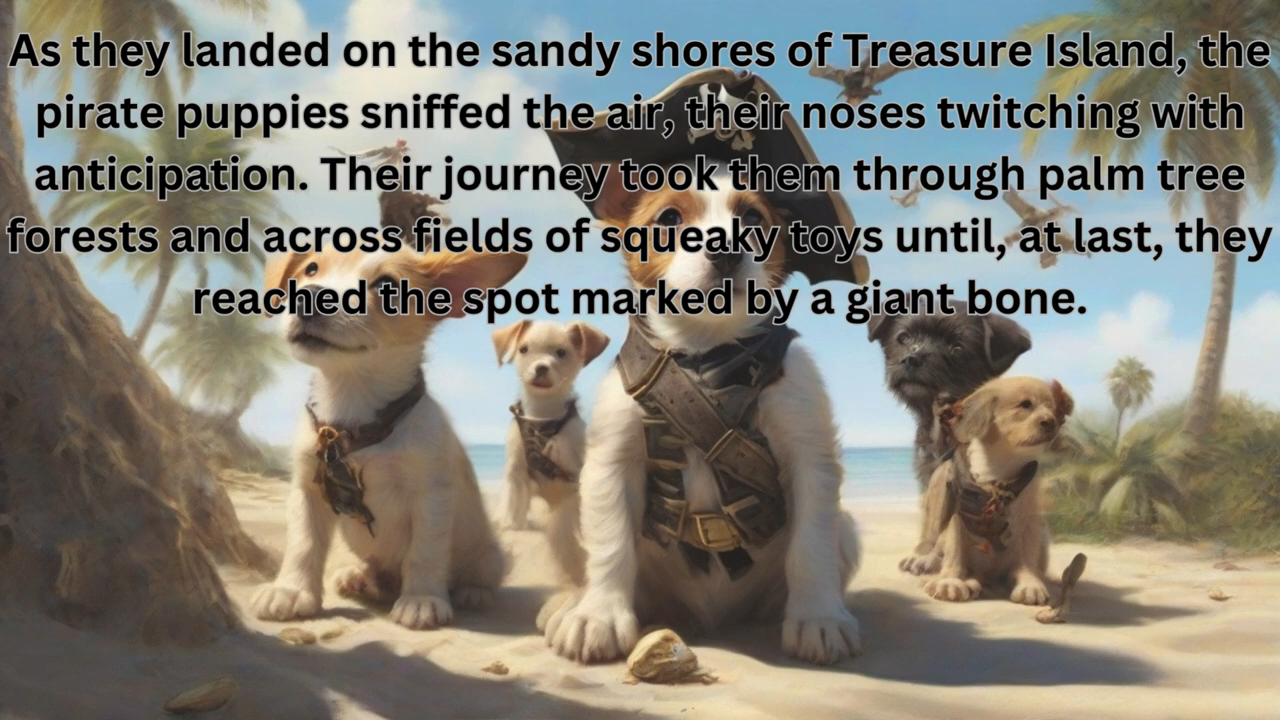 As they landed on the sandy shores of Treasure Island, the
pirate puppies sniffed the air, their noses twitching with
anticipation. Their journey took them through palm tree
forests and across fields of squeaky toys until, at last, they
reached the spot marked by a giant bone.